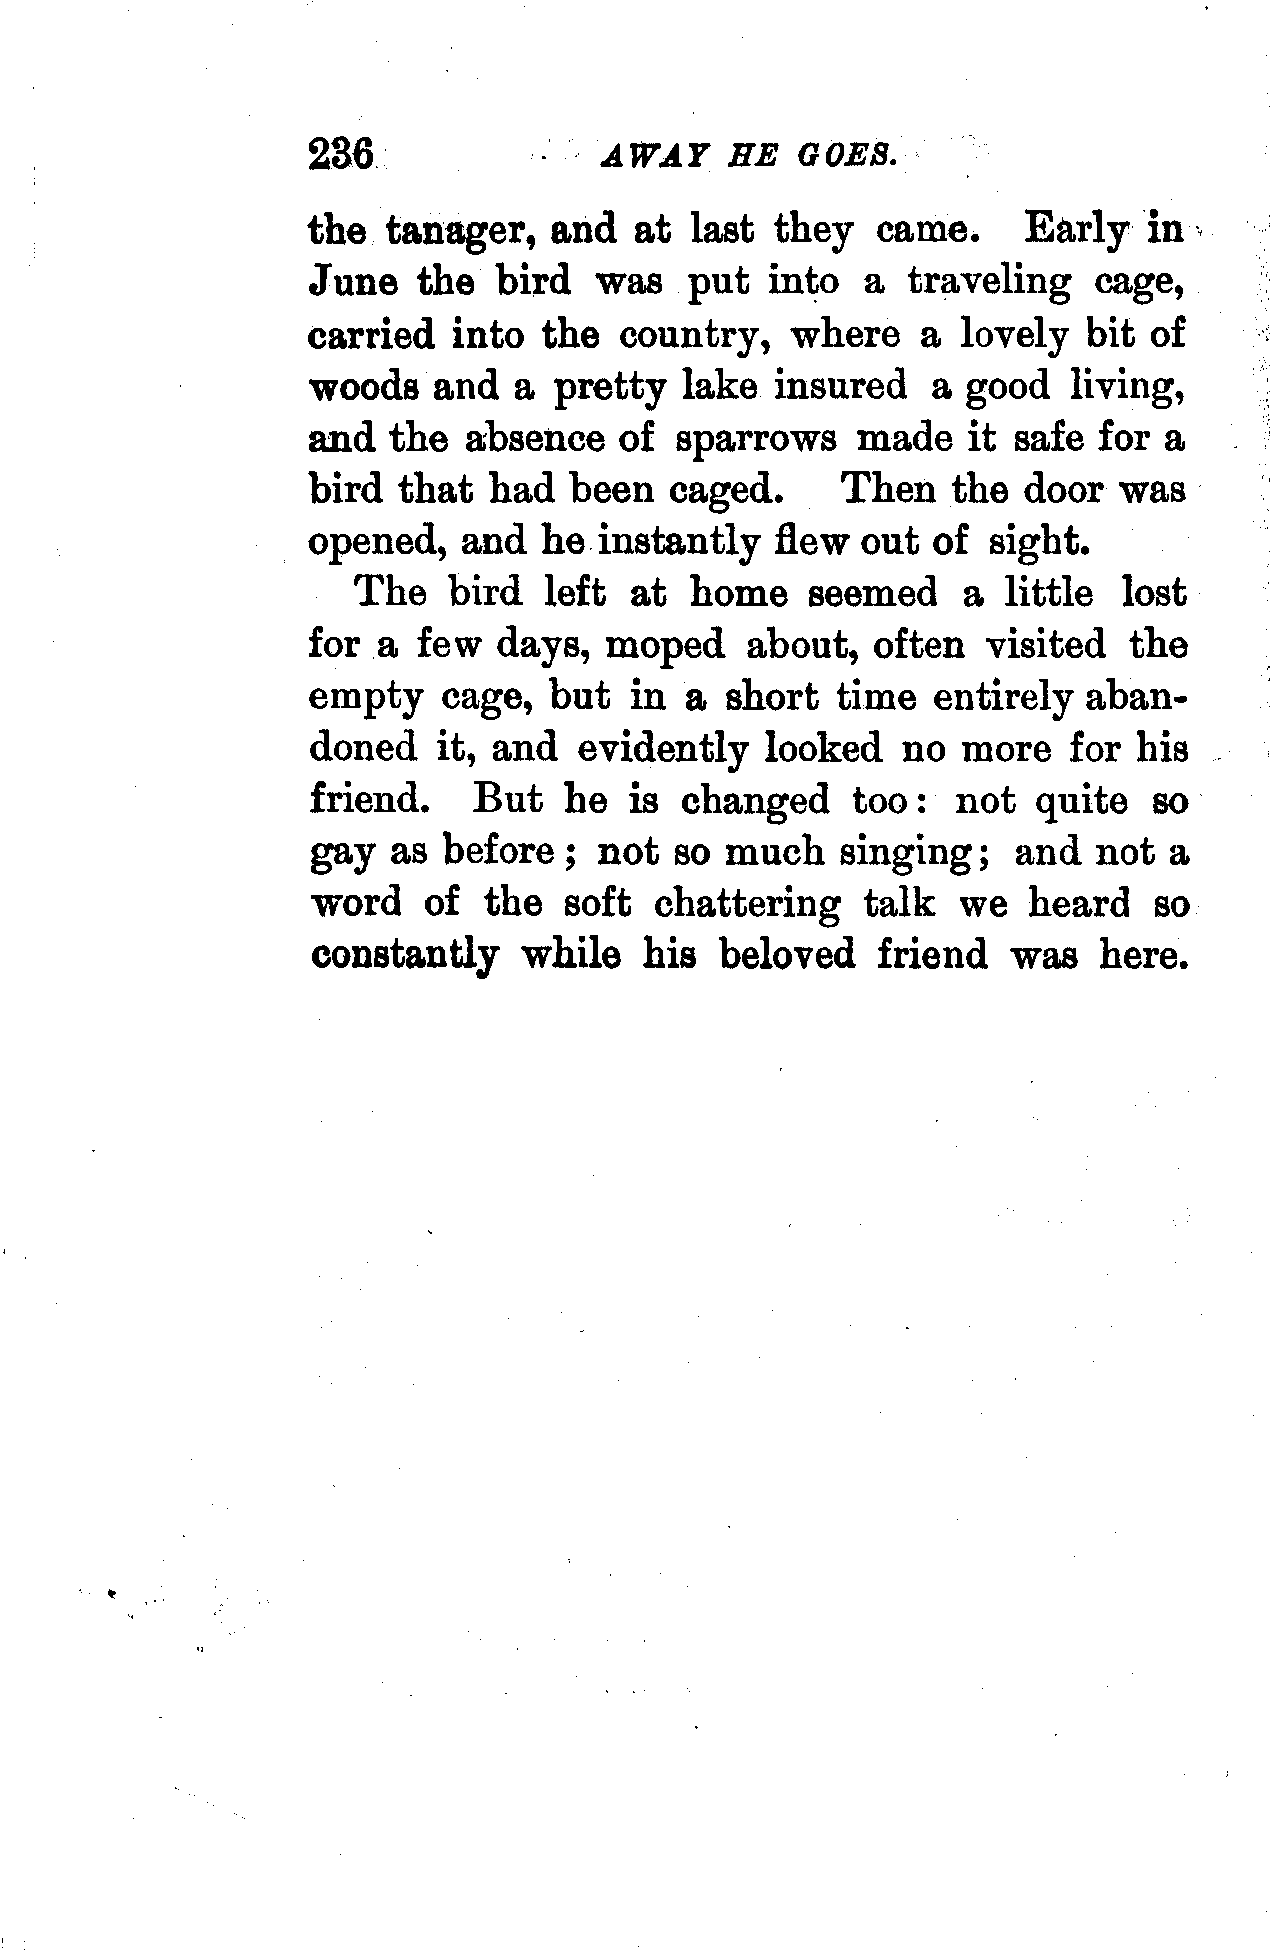 236 AWAY HE GOES.
the tanager, and at last they came. Early in
June the bird was put into a traveling cage,
carried into the country, where a lovely bit of
woods and a pretty lake insured a good living,
and the absence of sparrows made it safe for a
bird that had been caged. Then the door was
opened, and he instantly flew out of sight.
The bird left at home seemed a little lost
for a few days, moped about, often visited the
empty cage, but in a short time entirely aban-
doned it, and evidently looked no more for his
friend. But he is changed too: not quite so
gay as before; not so much singing; and not a
word of the soft chattering talk we heard so
constantly while his beloved friend was here.